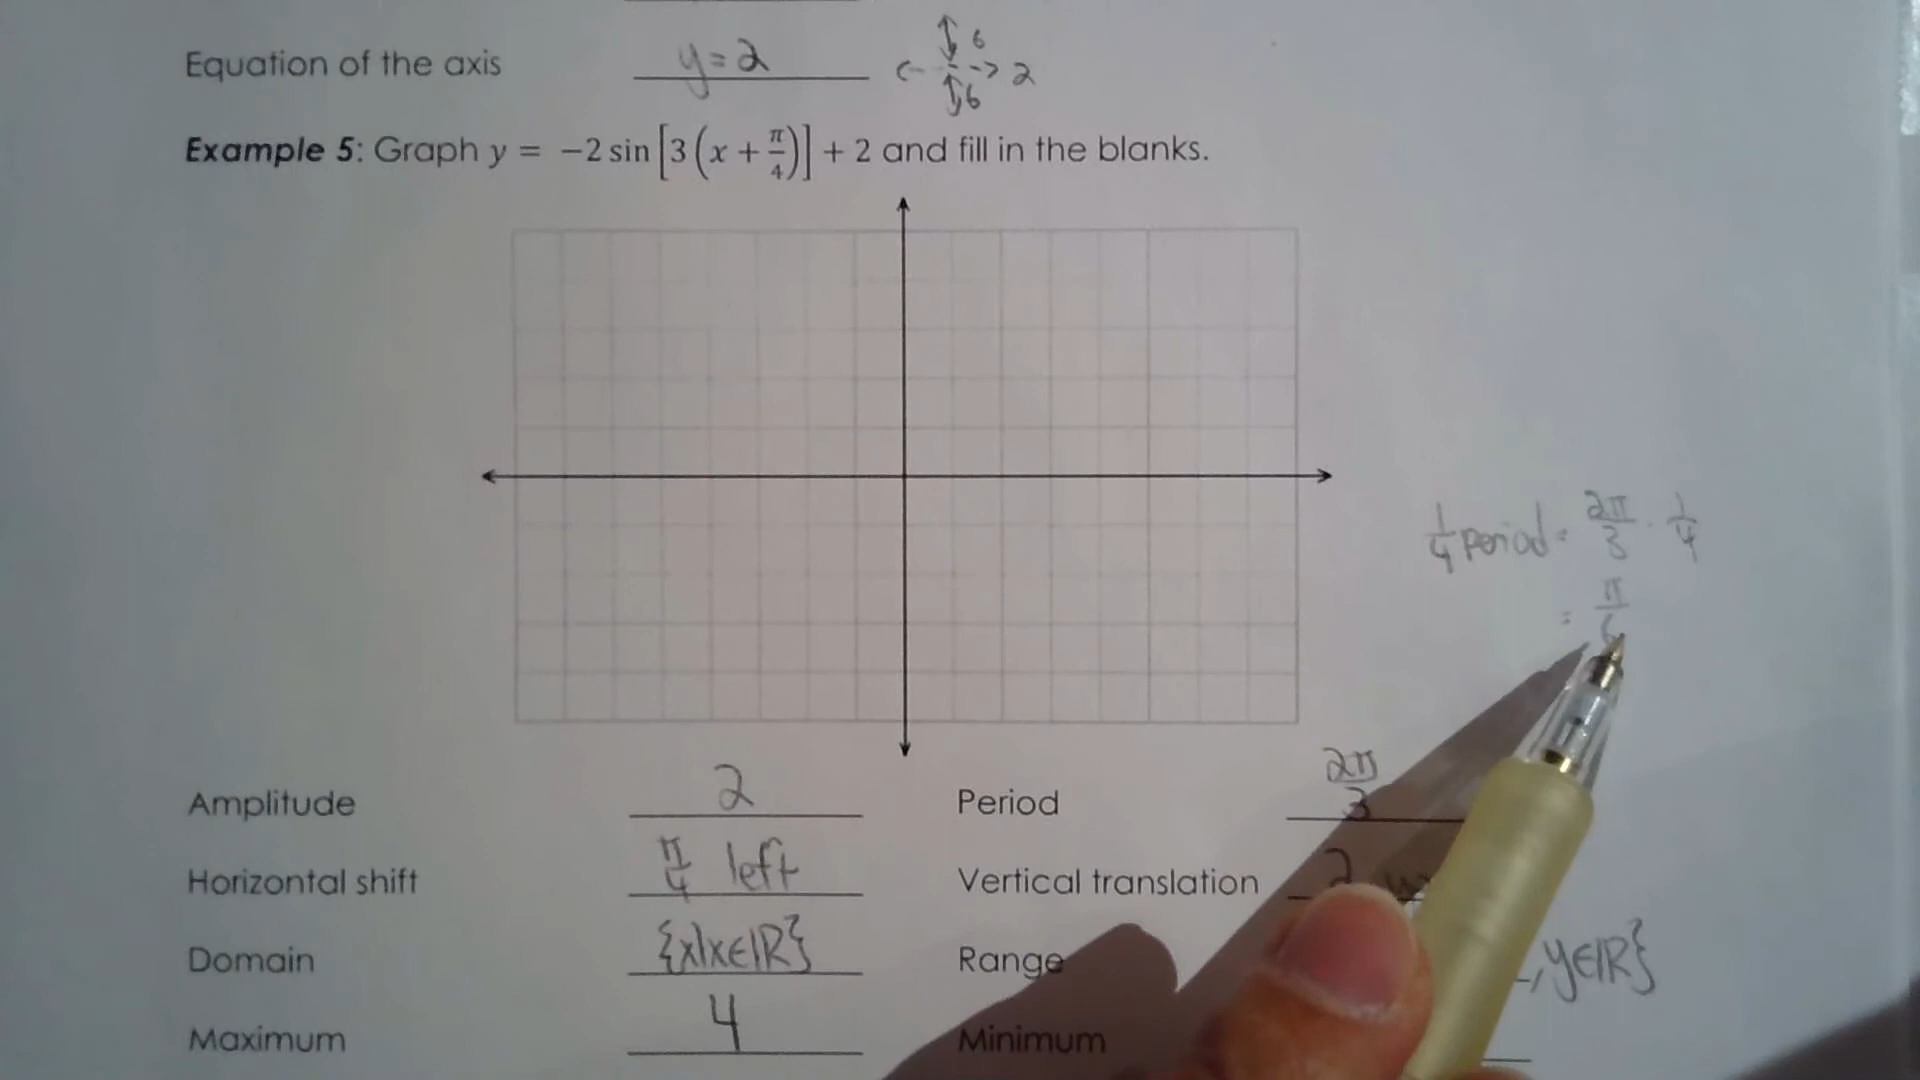 Equation of the axis y=2 6 2 6
Example 5: Graph y = −2 sin [3 (x + π/4)] + 2 and fill in the blanks.
1/4 period = 2π/3 · 1/4
= π/6
Amplitude 2 Period 2π/3
Horizontal shift π/4 left Vertical translation 2
Domain {x|x∈ℝ} Range , y∈ℝ}
Maximum 4 Minimum